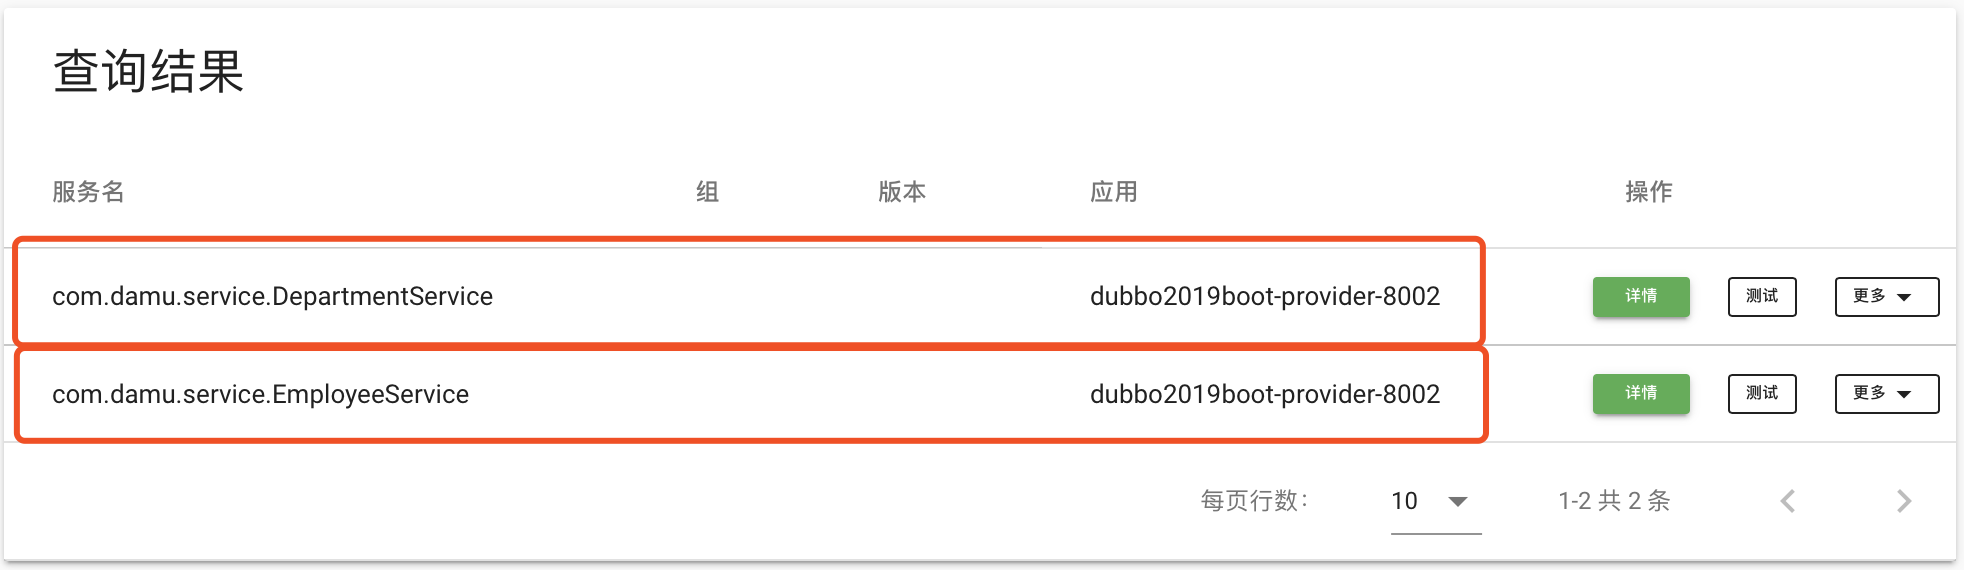 查询结果
服务名 组 版本 应用 操作
com.damu.service.DepartmentService dubbo2019boot-provider-8002 详情 测试 更多
com.damu.service.EmployeeService dubbo2019boot-provider-8002 详情 测试 更多
每页行数: 10 1-2 共 2 条